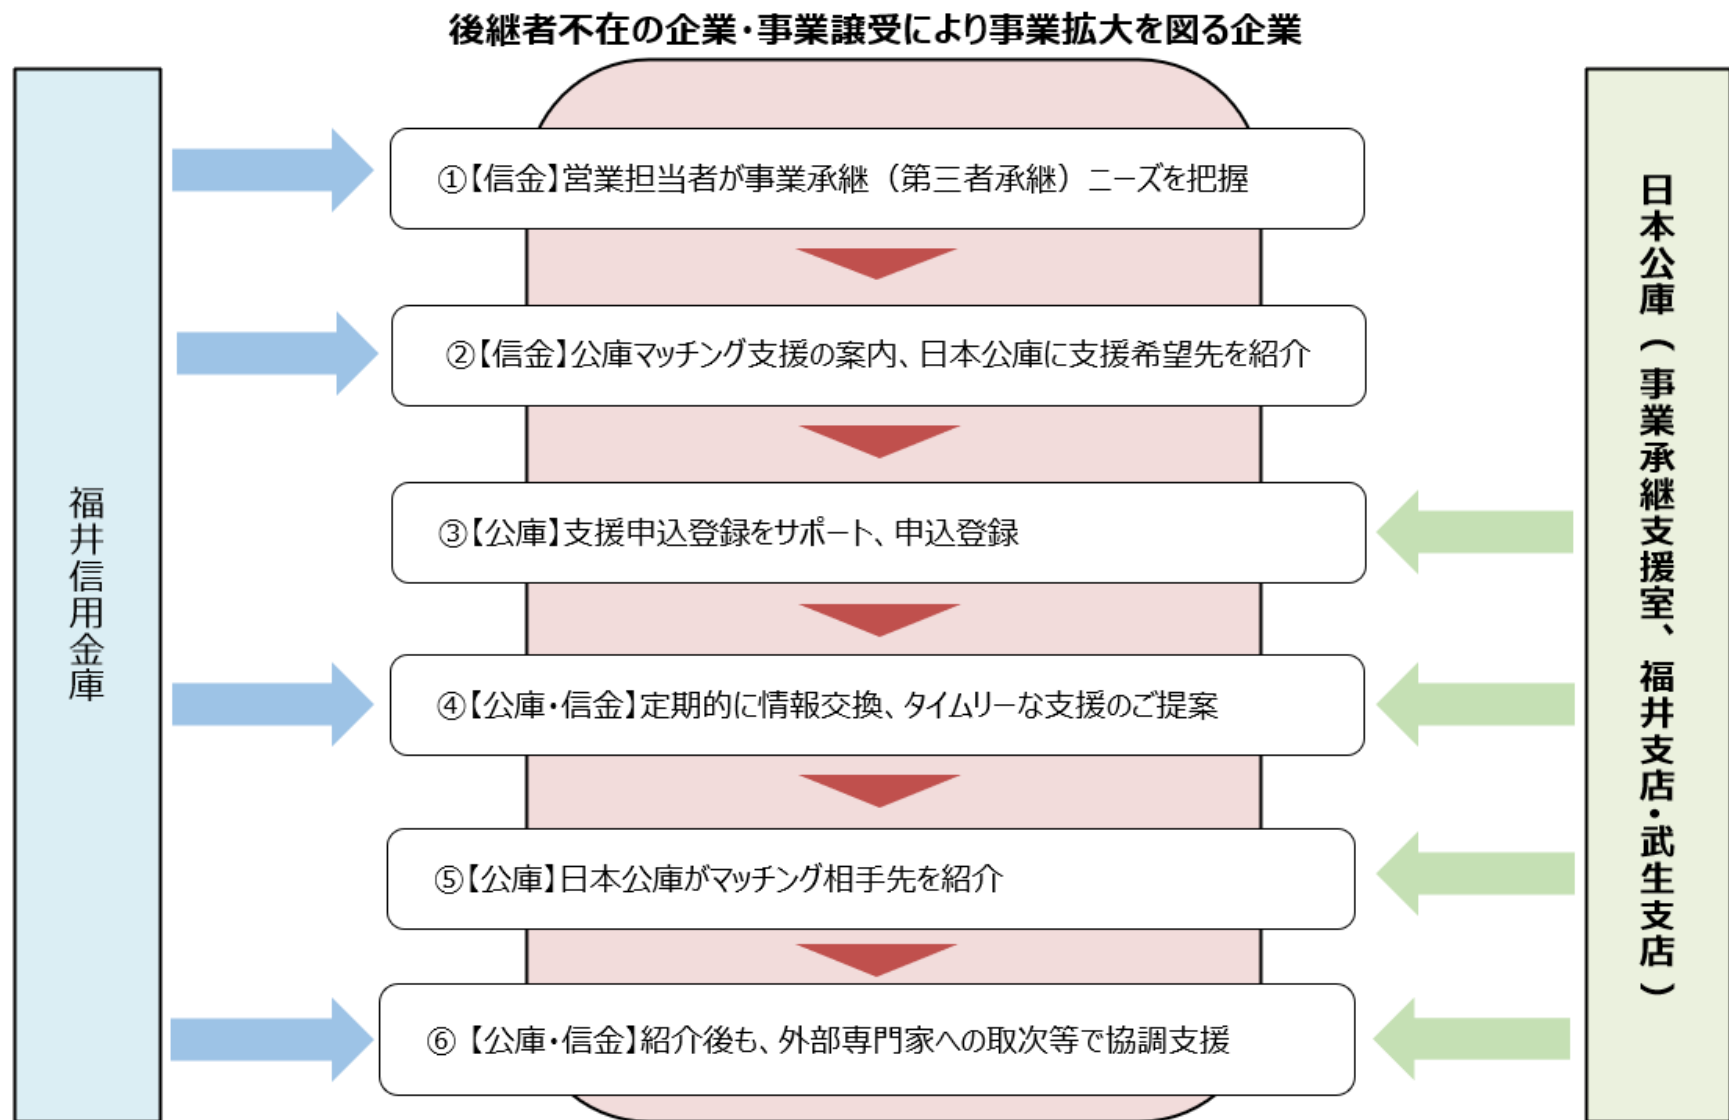 後継者不在の企業・事業譲受により事業拡大を図る企業
福井信用金庫
①【信金】営業担当者が事業承継（第三者承継）ニーズを把握
②【信金】公庫マッチング支援の案内、日本公庫に支援希望先を紹介
③【公庫】支援申込登録をサポート、申込登録
④【公庫・信金】定期的に情報交換、タイムリーな支援のご提案
⑤【公庫】日本公庫がマッチング相手先を紹介
⑥ 【公庫・信金】紹介後も、外部専門家への取次等で協調支援
日本公庫（事業承継支援室、福井支店・武生支店）